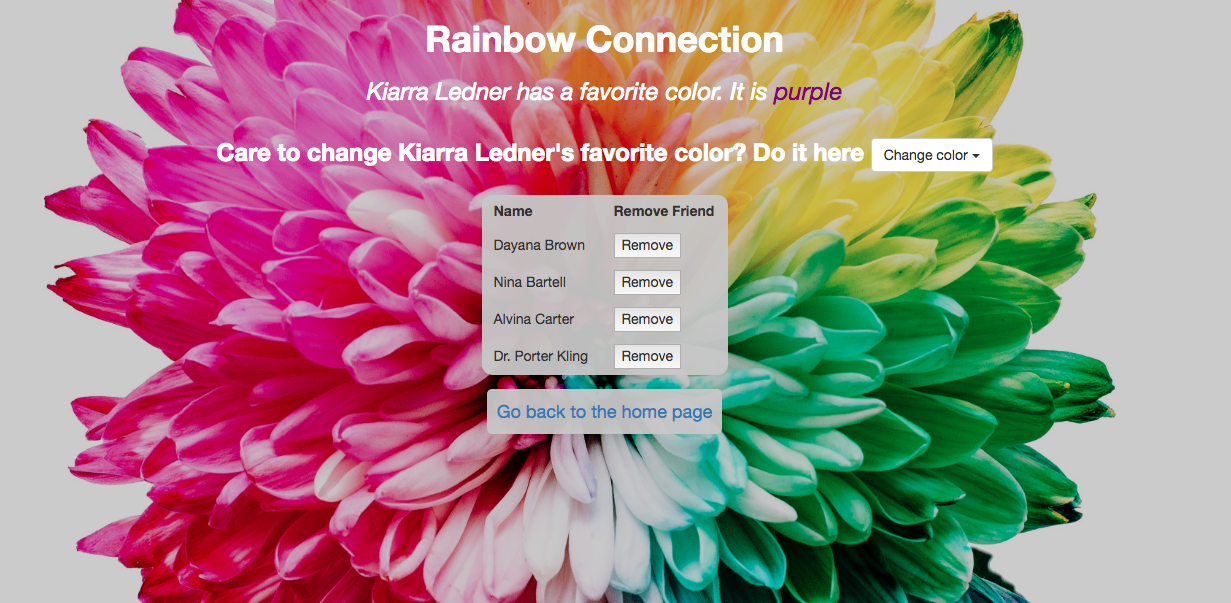 Rainbow Connection
Kiarra Ledner has a favorite color. It is purple
Care to change Kiarra Ledner's favorite color? Do it here Change color
Name Remove Friend
Dayana Brown Remove
Nina Bartell Remove
Alvina Carter Remove
Dr. Porter Kling Remove
Go back to the home page